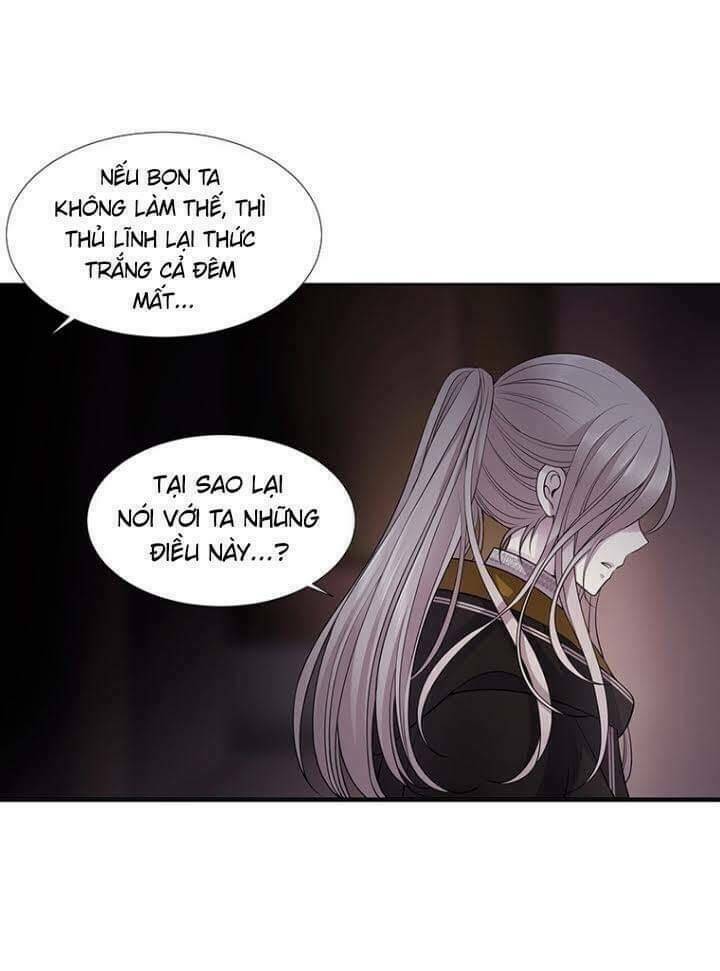 NẾU BỌN TA
KHÔNG LÀM THẾ, THÌ
THỦ LĨNH LẠI THỨC
TRẮNG CẢ ĐÊM
MẤT...
TẠI SAO LẠI
NÓI VỚI TA NHỮNG
ĐIỀU NÀY...?